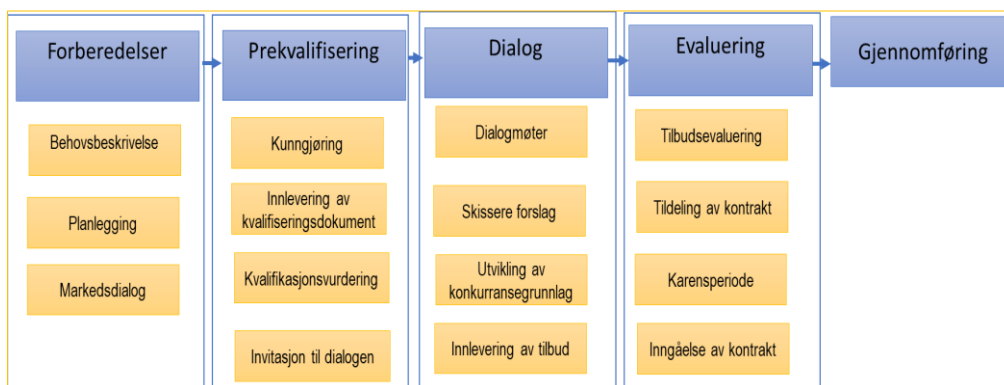 Forberedelser
Behovsbeskrivelse
Planlegging
Markedsdialog
Prekvalifisering
Kunngjøring
Innlevering av
kvalifiseringsdokument
Kvalifikasjonsvurdering
Invitasjon til dialogen
Dialog
Dialogmøter
Skissere forslag
Utvikling av
konkurransegrunnlag
Innlevering av tilbud
Evaluering
Tilbudsevaluering
Tildeling av kontrakt
Karensperiode
Inngåelse av kontrakt
Gjennomføring